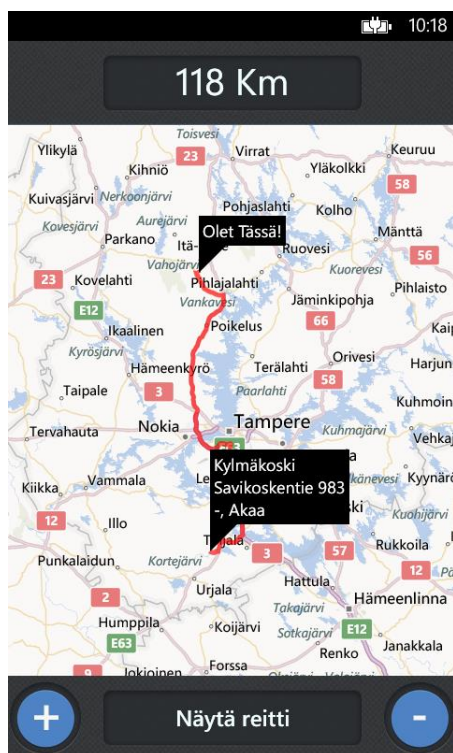 10:18
118 Km
Toisvesi
Ylikylä
23
Virrat
Keuruu
Kihniö
Yläkolkki
58
Kuivasjärvi
Nerkoonjärvi
Pohjaslahti
Kolho
Kovesjärvi
Aurejärvi
Mänttä
Parkano
Itä-
Olet Tässä!
Ruovesi
56
Vahojärvi
Kuorevesi
23
Kovelahti
Pihlajalahti
Pihlaisto
Vankavesi
Jäminkipohja
E12
Poikelus
66
Ikaalinen
Kyrösjärvi
Orivesi
Hämeenkyrö
Terälahti
Harjun
58
Taipale
3
Paarlahti
Kuhmoin
Tervahauta
Nokia
Tampere
Kuhmajärvi
Vehkaj
Kylmäkoski
Savikoskentie 983
-, Akaa
Kiikka
Vammala
Kyynärö
12
Illo
Kuohijärvi
Punkalaidun
Kortejärvi
3
57
Rukkoila
Urjala
Hattula
12
2
Takajärvi
Hämeenlinna
Humppila
Koijärvi
Sotkajärvi
E12
E63
Renko
Janakkala
Forssa
9
Jokioinen
+
Näytä reitti
-